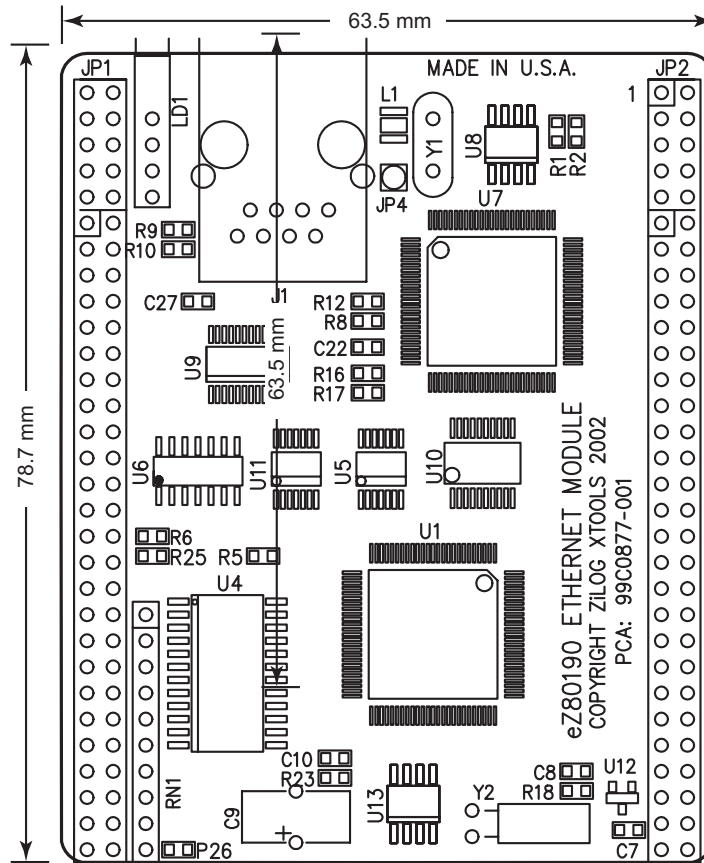 63.5 mm
78.7 mm
MADE IN U.S.A.
JP1
LD1
L1
Y1
U8
R1
R2
1
JP2
JP4
U7
R9
R10
C27
J1
R12
R8
C22
R16
R17
U9
63.5 mm
U6
U11
U5
U10
R6
R25
R5
U4
U1
eZ80190 ETHERNET MODULE
COPYRIGHT ZiLOG XTOOLS 2002
PCA: 99C0877-001
RN1
C10
R23
C9
+
U13
Y2
C8
R18
U12
C7
P26